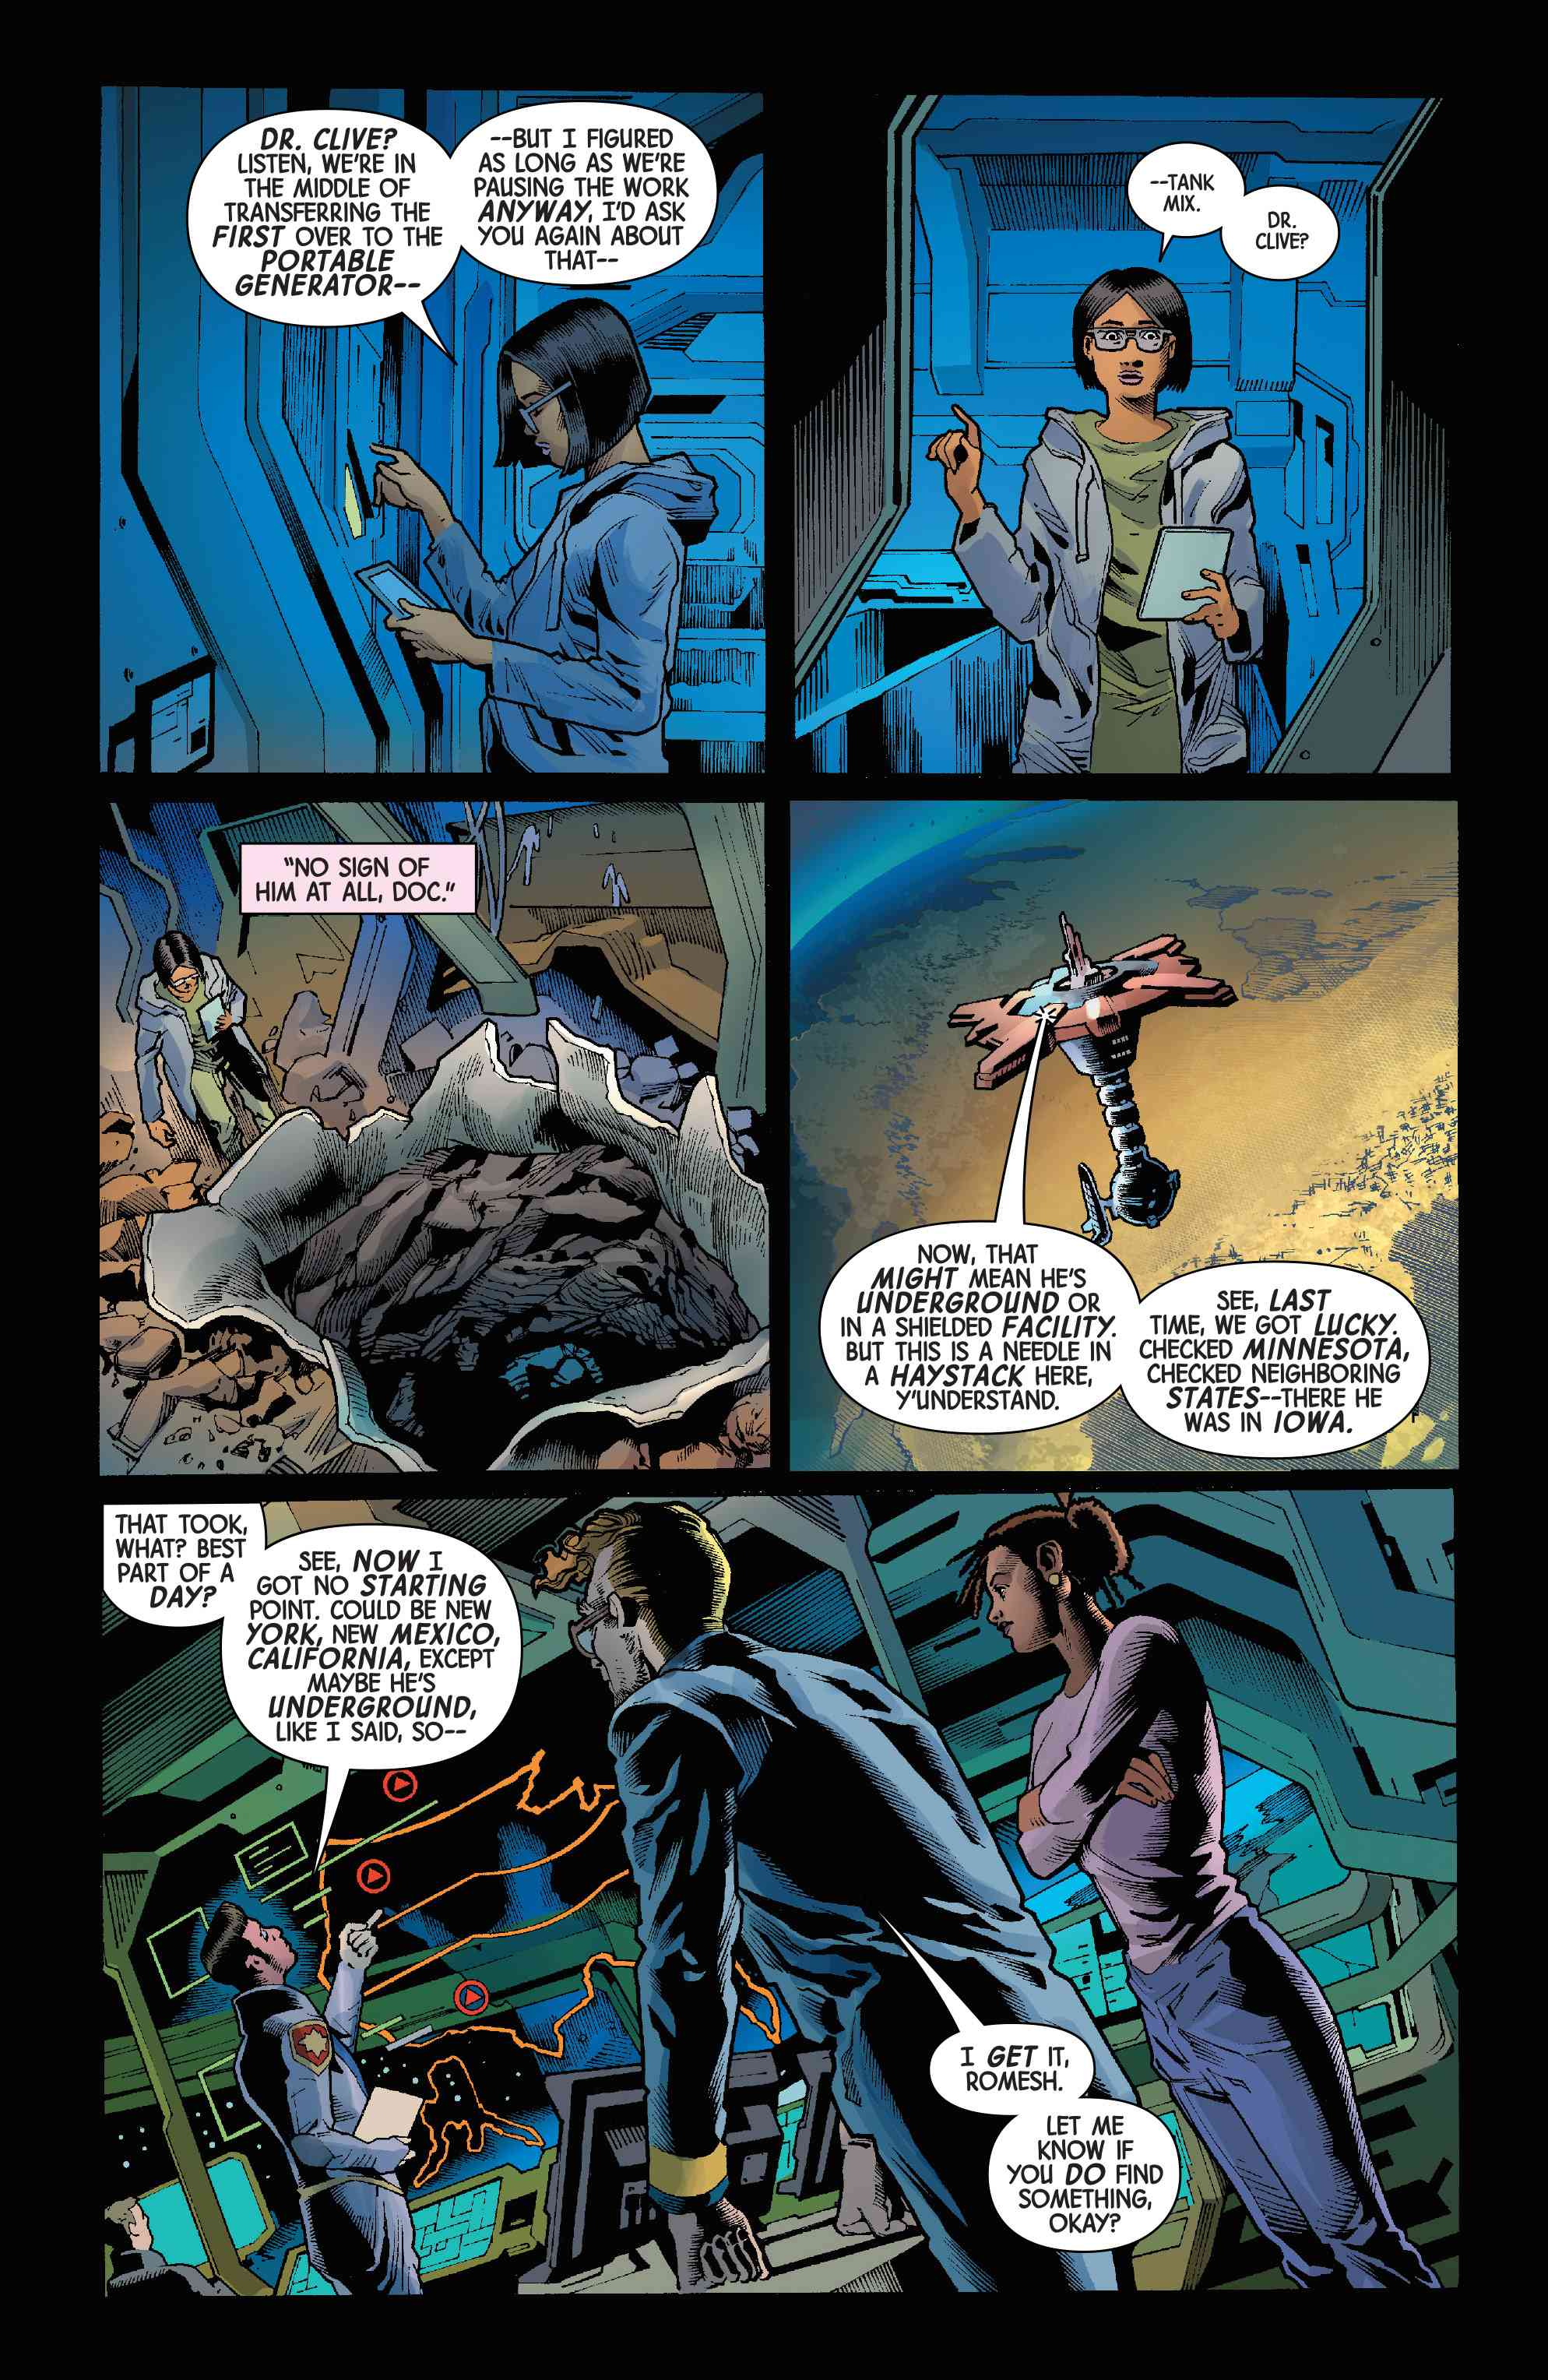 DR. CLIVE?
LISTEN, WE'RE IN
THE MIDDLE OF
TRANSFERRING THE
FIRST OVER TO THE
PORTABLE
GENERATOR--
--BUT I FIGURED
AS LONG AS WE'RE
PAUSING THE WORK
ANYWAY, I'D ASK
YOU AGAIN ABOUT
THAT--
--TANK
MIX.
DR.
CLIVE?
"NO SIGN OF
HIM AT ALL, DOC."
NOW, THAT
MIGHT MEAN HE'S
UNDERGROUND OR
IN A SHIELDED FACILITY.
BUT THIS IS A NEEDLE IN
A HAYSTACK HERE,
Y'UNDERSTAND.
SEE, LAST
TIME, WE GOT LUCKY.
CHECKED MINNESOTA,
CHECKED NEIGHBORING
STATES--THERE HE
WAS IN IOWA.
THAT TOOK,
WHAT? BEST
PART OF A
DAY?
SEE, NOW I
GOT NO STARTING
POINT. COULD BE NEW
YORK, NEW MEXICO,
CALIFORNIA, EXCEPT
MAYBE HE'S
UNDERGROUND,
LIKE I SAID, SO--
I GET IT,
ROMESH.
LET ME
KNOW IF
YOU DO FIND
SOMETHING,
OKAY?